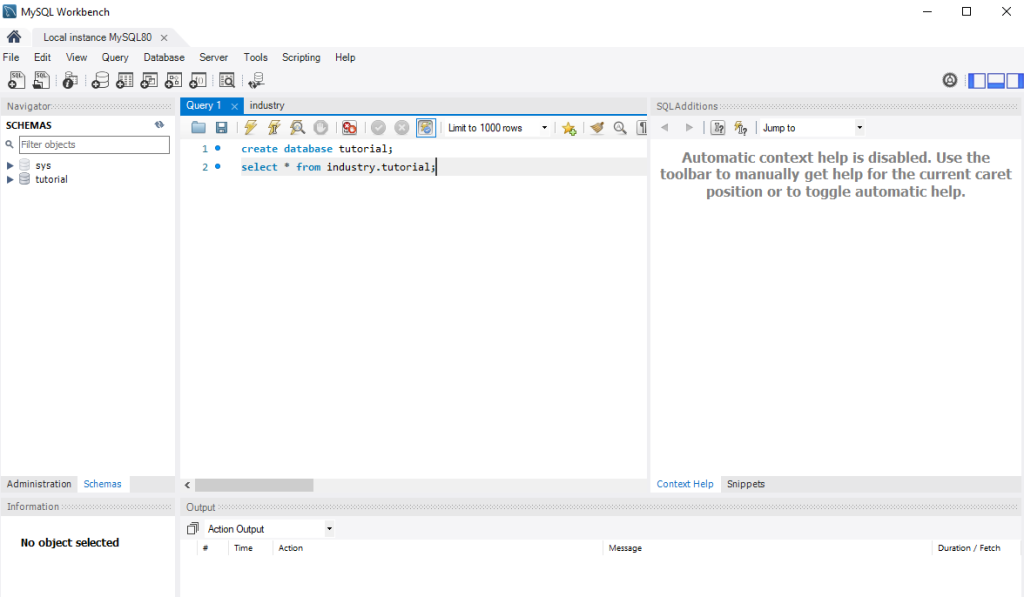 MySQL Workbench
Local instance MySQL80
File Edit View Query Database Server Tools Scripting Help
Navigator
SCHEMAS
Filter objects
sys
tutorial
Administration Schemas
Information
No object selected
Query 1 industry
Limit to 1000 rows
1 create database tutorial;
2 select * from industry.tutorial;
SQLAdditions
Jump to
Automatic context help is disabled. Use the
toolbar to manually get help for the current caret
position or to toggle automatic help.
Context Help Snippets
Output
Action Output
# Time Action Message Duration / Fetch